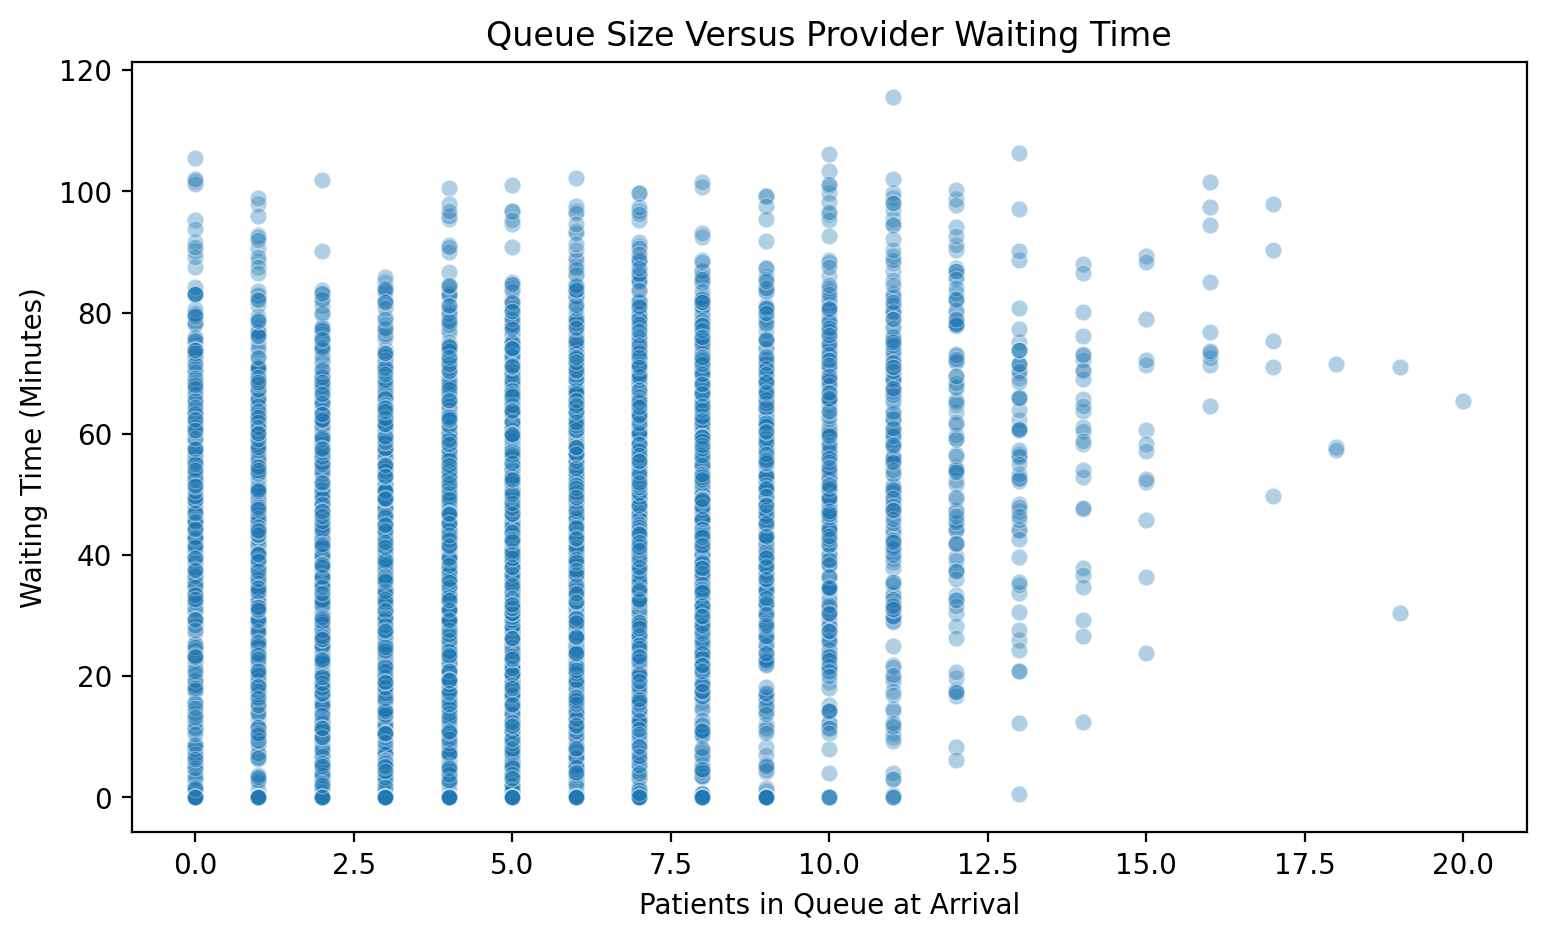 Queue Size Versus Provider Waiting Time
120
100
80
60
40
20
0
Waiting Time (Minutes)
0.0 2.5 5.0 7.5 10.0 12.5 15.0 17.5 20.0
Patients in Queue at Arrival